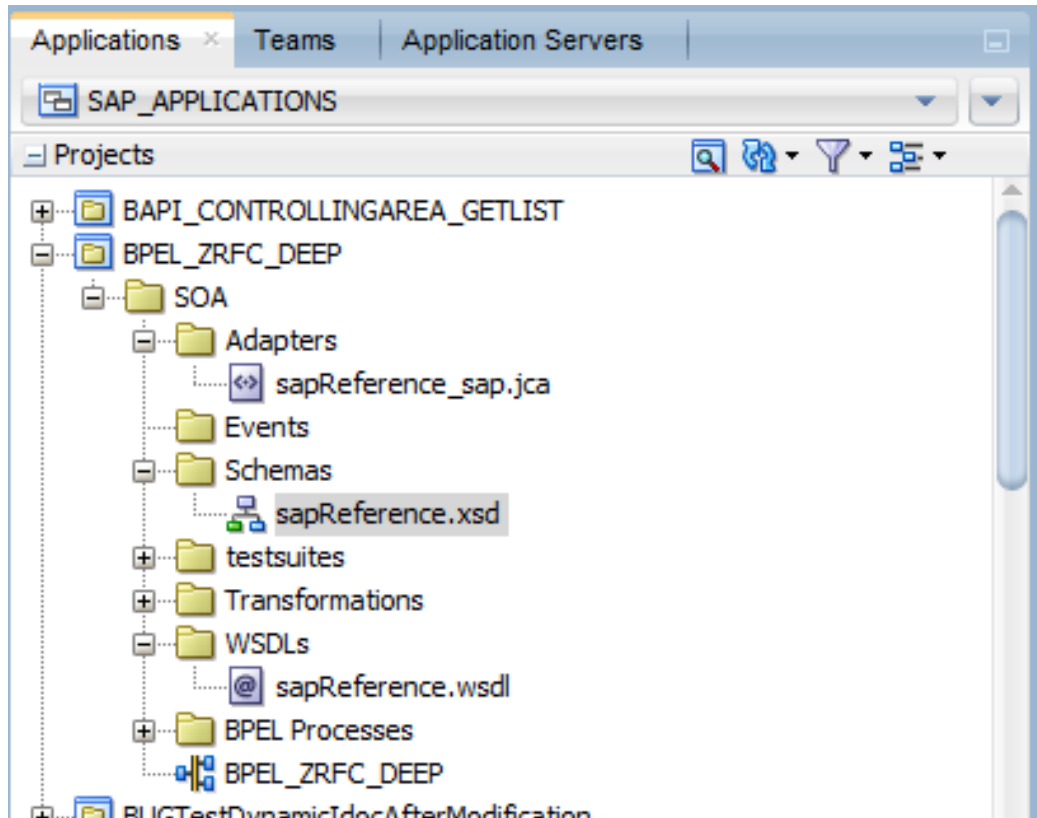 Applications Teams Application Servers
SAP_APPLICATIONS
Projects
BAPI_CONTROLLINGAREA_GETLIST
BPEL_ZRFC_DEEP
SOA
Adapters
sapReference_sap.jca
Events
Schemas
sapReference.xsd
testsuites
Transformations
WSDLs
@ sapReference.wsdl
BPEL Processes
BPEL_ZRFC_DEEP
BUGTestDynamicIdocAfterModification